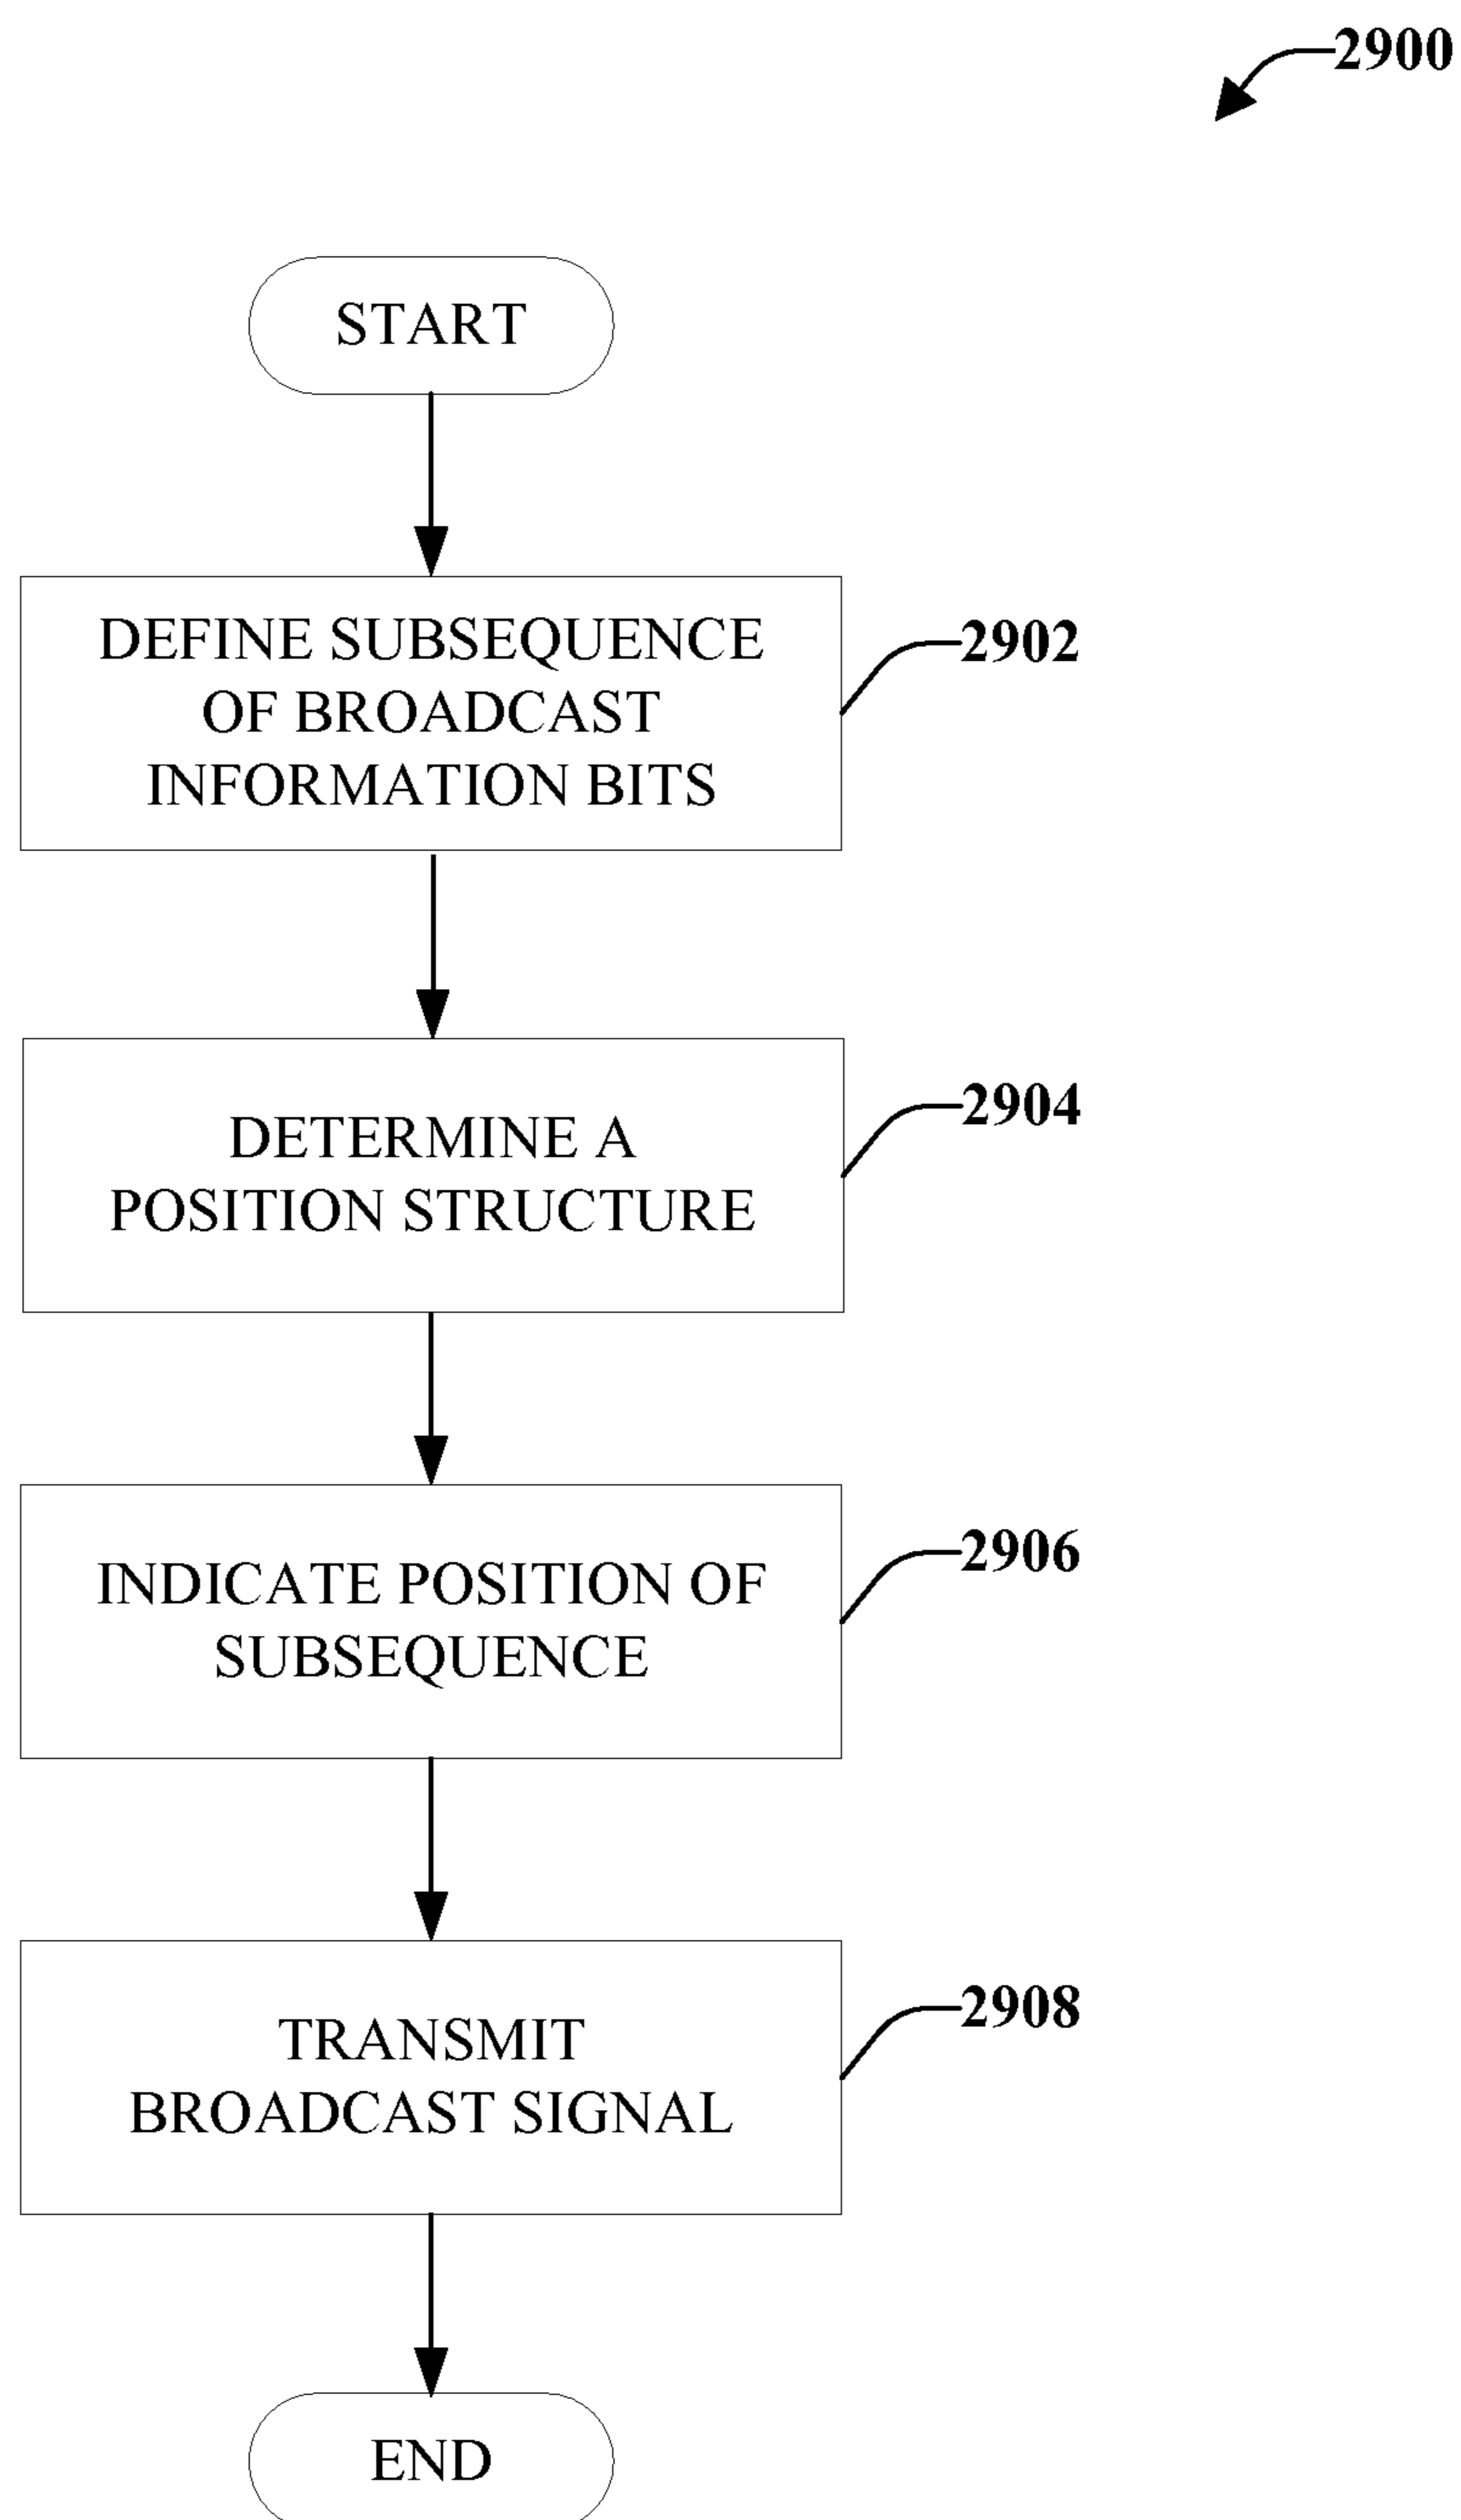 2900
START
DEFINE SUBSEQUENCE
OF BROADCAST
INFORMATION BITS
2902
DETERMINE A
POSITION STRUCTURE
2904
INDICATE POSITION OF
SUBSEQUENCE
2906
TRANSMIT
BROADCAST SIGNAL
2908
END